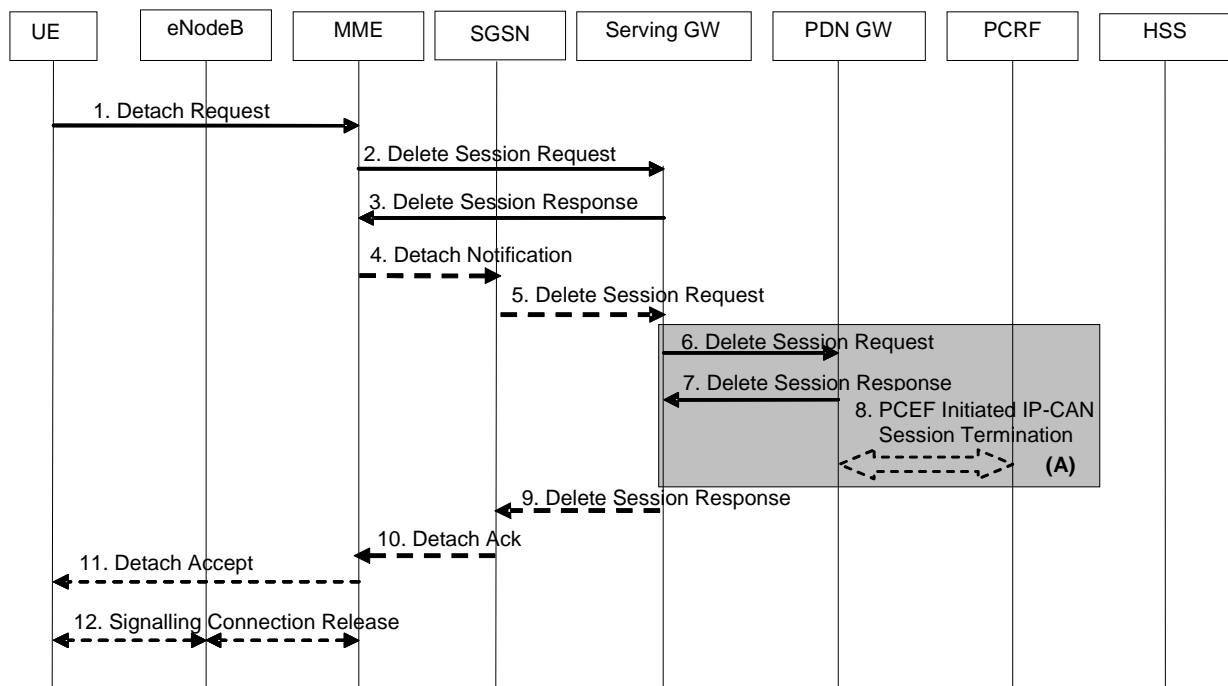 UE
eNodeB
MME
SGSN
Serving GW
PDN GW
PCRF
HSS
1. Detach Request
2. Delete Session Request
3. Delete Session Response
4. Detach Notification
5. Delete Session Request
6. Delete Session Request
7. Delete Session Response
8. PCEF Initiated IP-CAN
Session Termination
(A)
9. Delete Session Response
10. Detach Ack
11. Detach Accept
12. Signalling Connection Release